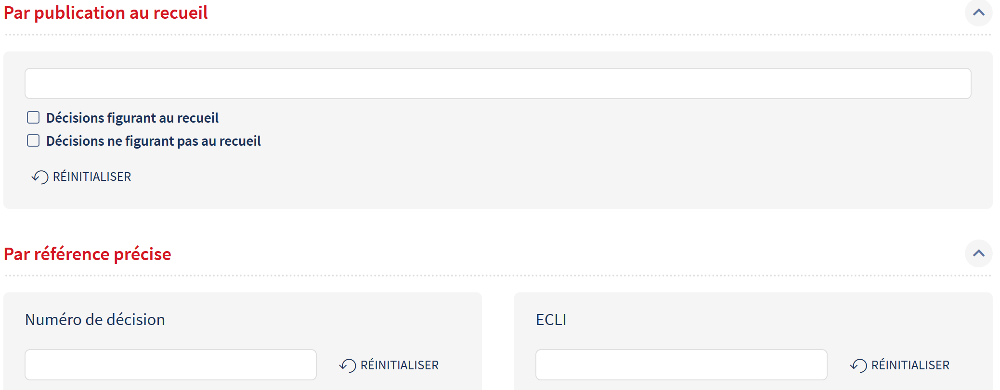 Par publication au recueil
Décisions figurant au recueil
Décisions ne figurant pas au recueil
RÉINITIALISER
Par référence précise
Numéro de décision
RÉINITIALISER
ECLI
RÉINITIALISER